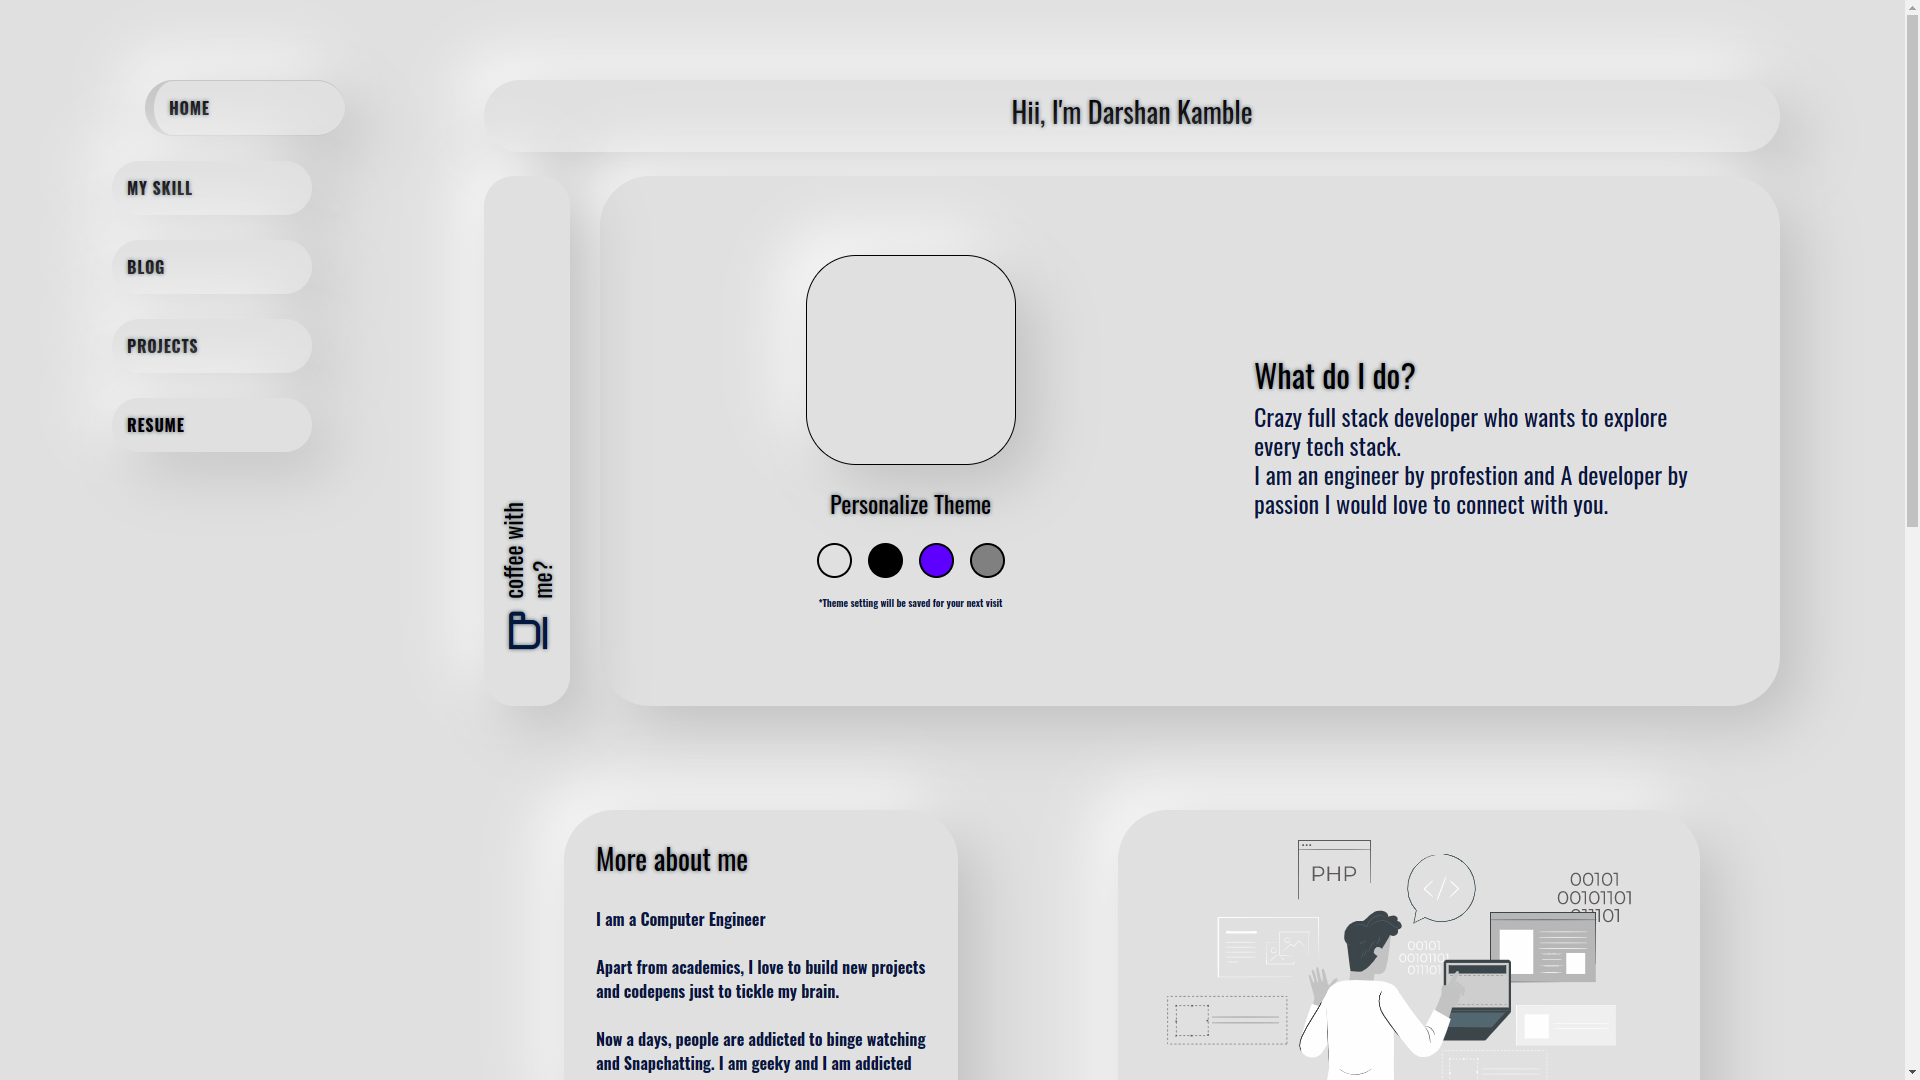 HOME
MY SKILL
BLOG
PROJECTS
RESUME
Hii, I'm Darshan Kamble
coffee with
me?
Personalize Theme
*Theme setting will be saved for your next visit
What do I do?
Crazy full stack developer who wants to explore
every tech stack.
I am an engineer by profestion and A developer by
passion I would love to connect with you.
More about me
I am a Computer Engineer
Apart from academics, I love to build new projects
and codepens just to tickle my brain.
Now a days, people are addicted to binge watching
and Snapchatting. I am geeky and I am addicted
PHP
</>
00101
00101101
011101
00101
00101101
011101